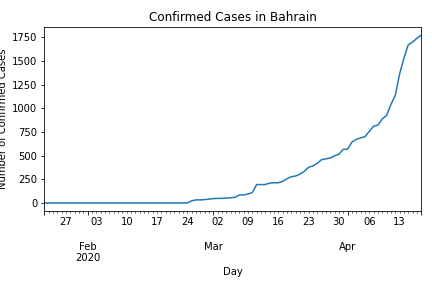 Confirmed Cases in Bahrain
Number of Confirmed Cases
1750
1500
1250
1000
750
500
250
0
27 03 10 17 24 02 09 16 23 30 06 13
Feb Mar Apr
2020
Day